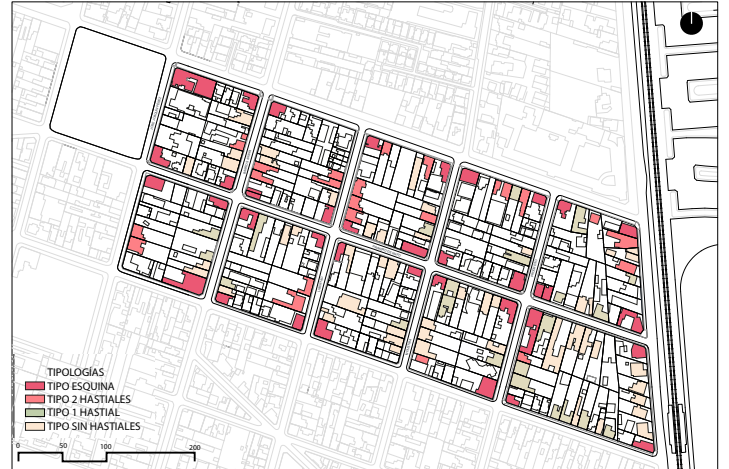 TIPOLOGÍAS
TIPO ESQUINA
TIPO 2 HASTIALES
TIPO 1 HASTIAL
TIPO SIN HASTIALES
0 50 100 200